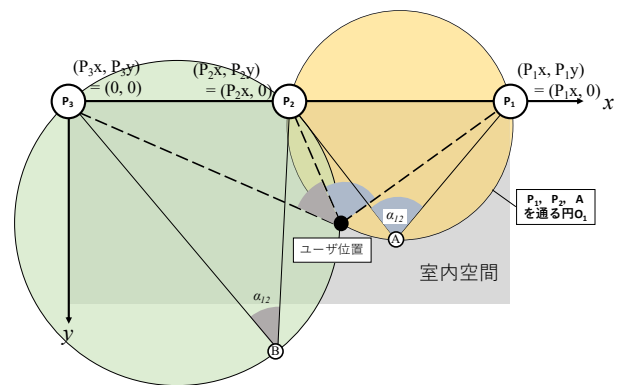 (P₃x, P₃y)
= (0, 0)
(P₂x, P₂y)
= (P₂x, 0)
(P₁x, P₁y)
= (P₁x, 0)
P₃
P₂
P₁
x
α₁₂
P₁, P₂, A
を通る円O₁
A
ユーザ位置
室内空間
α₁₂
y
B